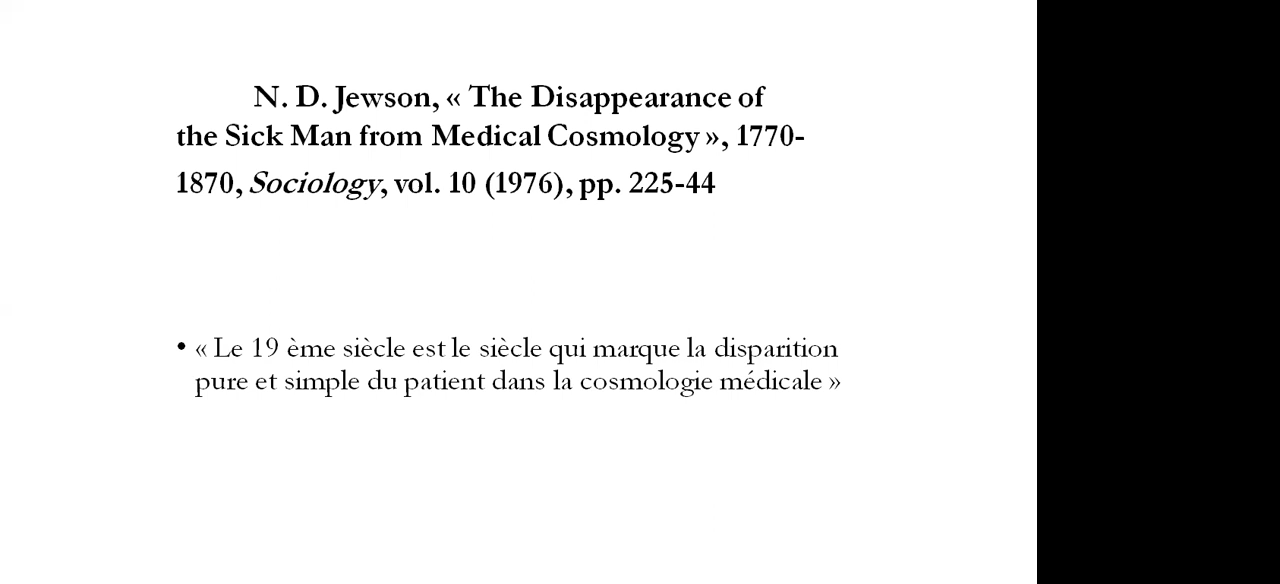 N. D. Jewson, « The Disappearance of
the Sick Man from Medical Cosmology », 1770-
1870, Sociology, vol. 10 (1976), pp. 225-44
• « Le 19 ème siècle est le siècle qui marque la disparition
pure et simple du patient dans la cosmologie médicale »